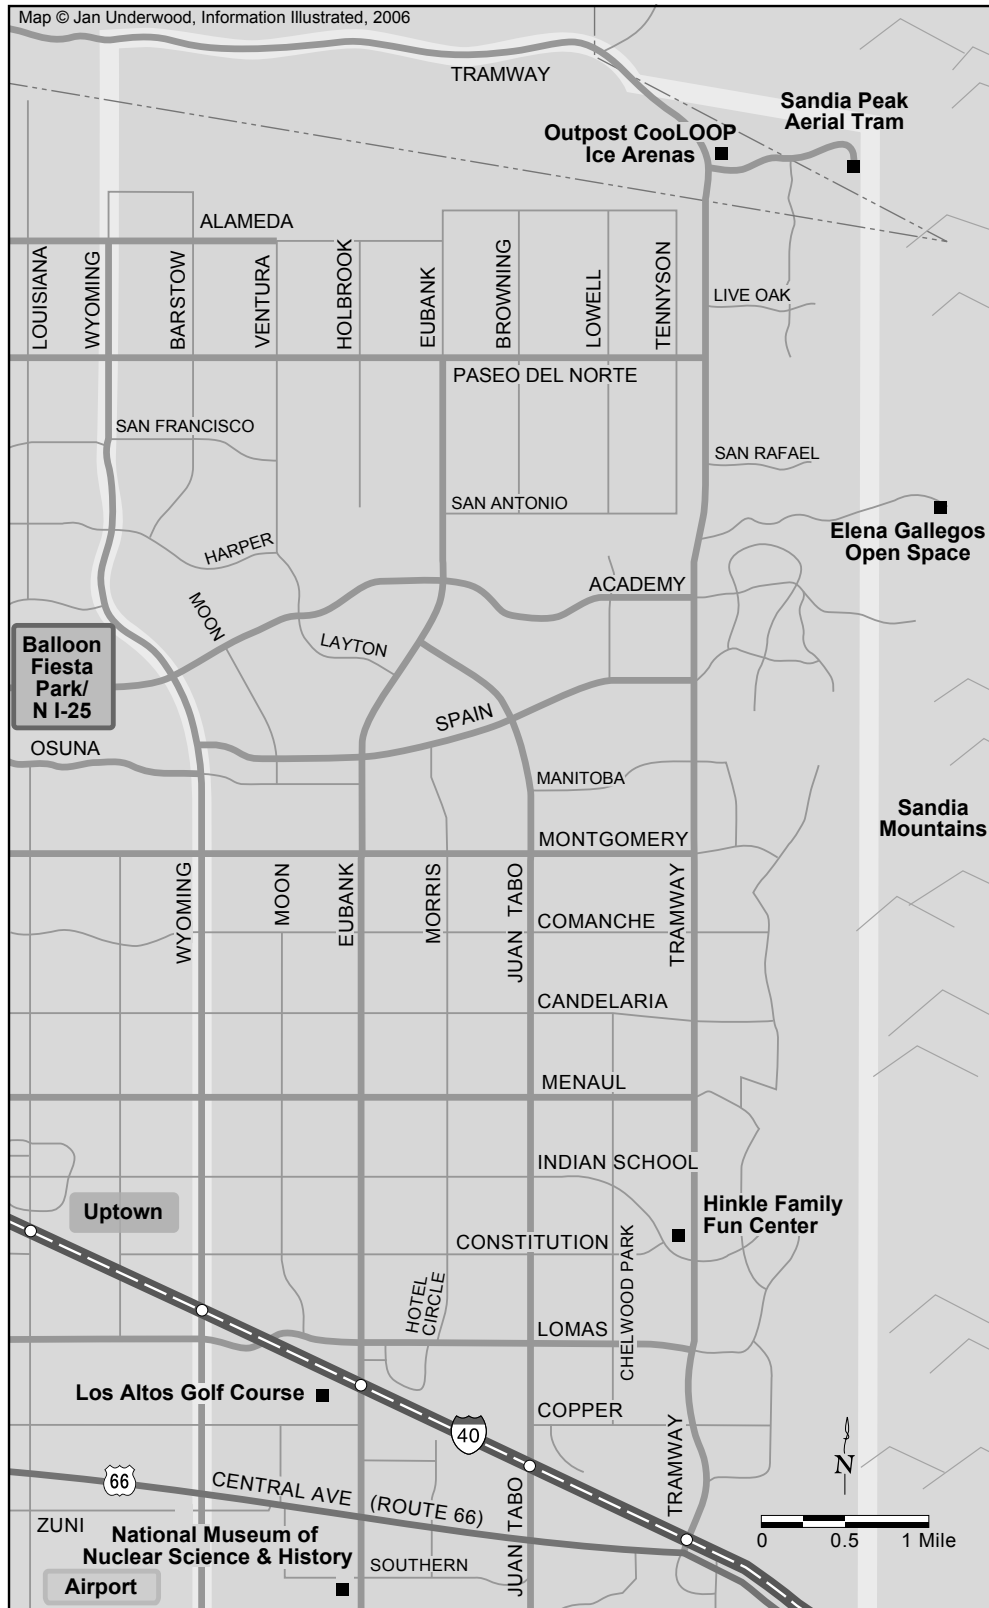 Map © Jan Underwood, Information Illustrated, 2006
TRAMWAY
Sandia Peak
Aerial Tram
Outpost CooLOOP
Ice Arenas
ALAMEDA
LOUISIANA
WYOMING
BARSTOW
VENTURA
HOLBROOK
EUBANK
BROWNING
LOWELL
TENNYSON
LIVE OAK
PASEO DEL NORTE
SAN FRANCISCO
SAN RAFAEL
SAN ANTONIO
Elena Gallegos
Open Space
HARPER
ACADEMY
MOON
LAYTON
Balloon
Fiesta
Park/
N I-25
SPAIN
OSUNA
MANITOBA
Sandia
Mountains
MONTGOMERY
WYOMING
MOON
EUBANK
MORRIS
JUAN TABO
TRAMWAY
COMANCHE
CANDELARIA
MENAUL
INDIAN SCHOOL
Uptown
Hinkle Family
Fun Center
CONSTITUTION
CHELWOOD PARK
HOTEL
CIRCLE
LOMAS
Los Altos Golf Course
COPPER
40
TRAMWAY
N
66
CENTRAL AVE (ROUTE 66)
JUAN TABO
ZUNI
National Museum of
Nuclear Science & History
SOUTHERN
0 0.5 1 Mile
Airport